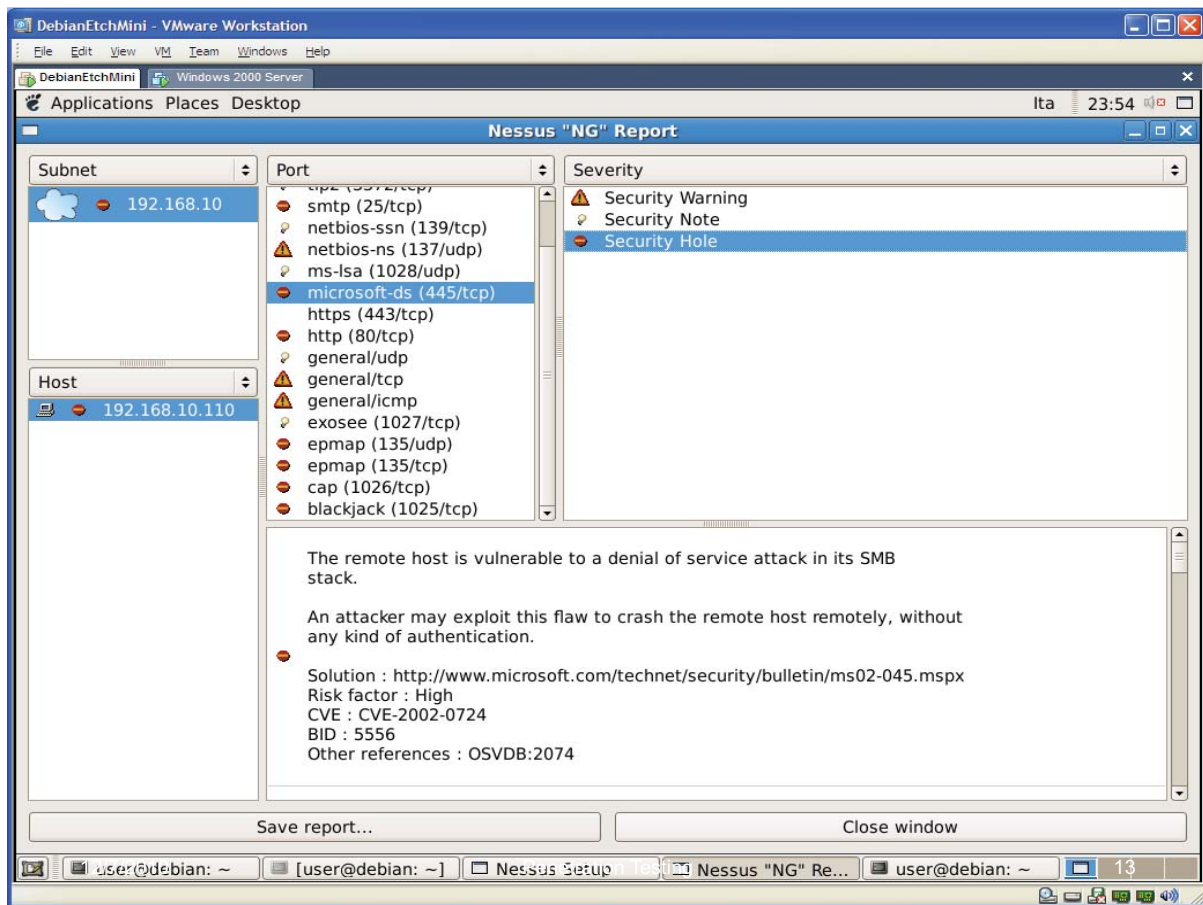 DebianEtchMini - VMware Workstation
File Edit View VM Team Windows Help
DebianEtchMini Windows 2000 Server
Applications Places Desktop Ita 23:54
Nessus "NG" Report
Subnet
192.168.10
Host
192.168.10.110
Port
smtp (25/tcp)
netbios-ssn (139/tcp)
netbios-ns (137/udp)
ms-lsa (1028/udp)
microsoft-ds (445/tcp)
https (443/tcp)
http (80/tcp)
general/udp
general/tcp
general/icmp
exosee (1027/tcp)
epmap (135/udp)
epmap (135/tcp)
cap (1026/tcp)
blackjack (1025/tcp)
Severity
Security Warning
Security Note
Security Hole
The remote host is vulnerable to a denial of service attack in its SMB
stack.
An attacker may exploit this flaw to crash the remote host remotely, without
any kind of authentication.
Solution : http://www.microsoft.com/technet/security/bulletin/ms02-045.mspx
Risk factor : High
CVE : CVE-2002-0724
BID : 5556
Other references : OSVDB:2074
Save report... Close window
user@debian: ~ [user@debian: ~] Nessus Setup Nessus "NG" Re... user@debian: ~
Testing
13